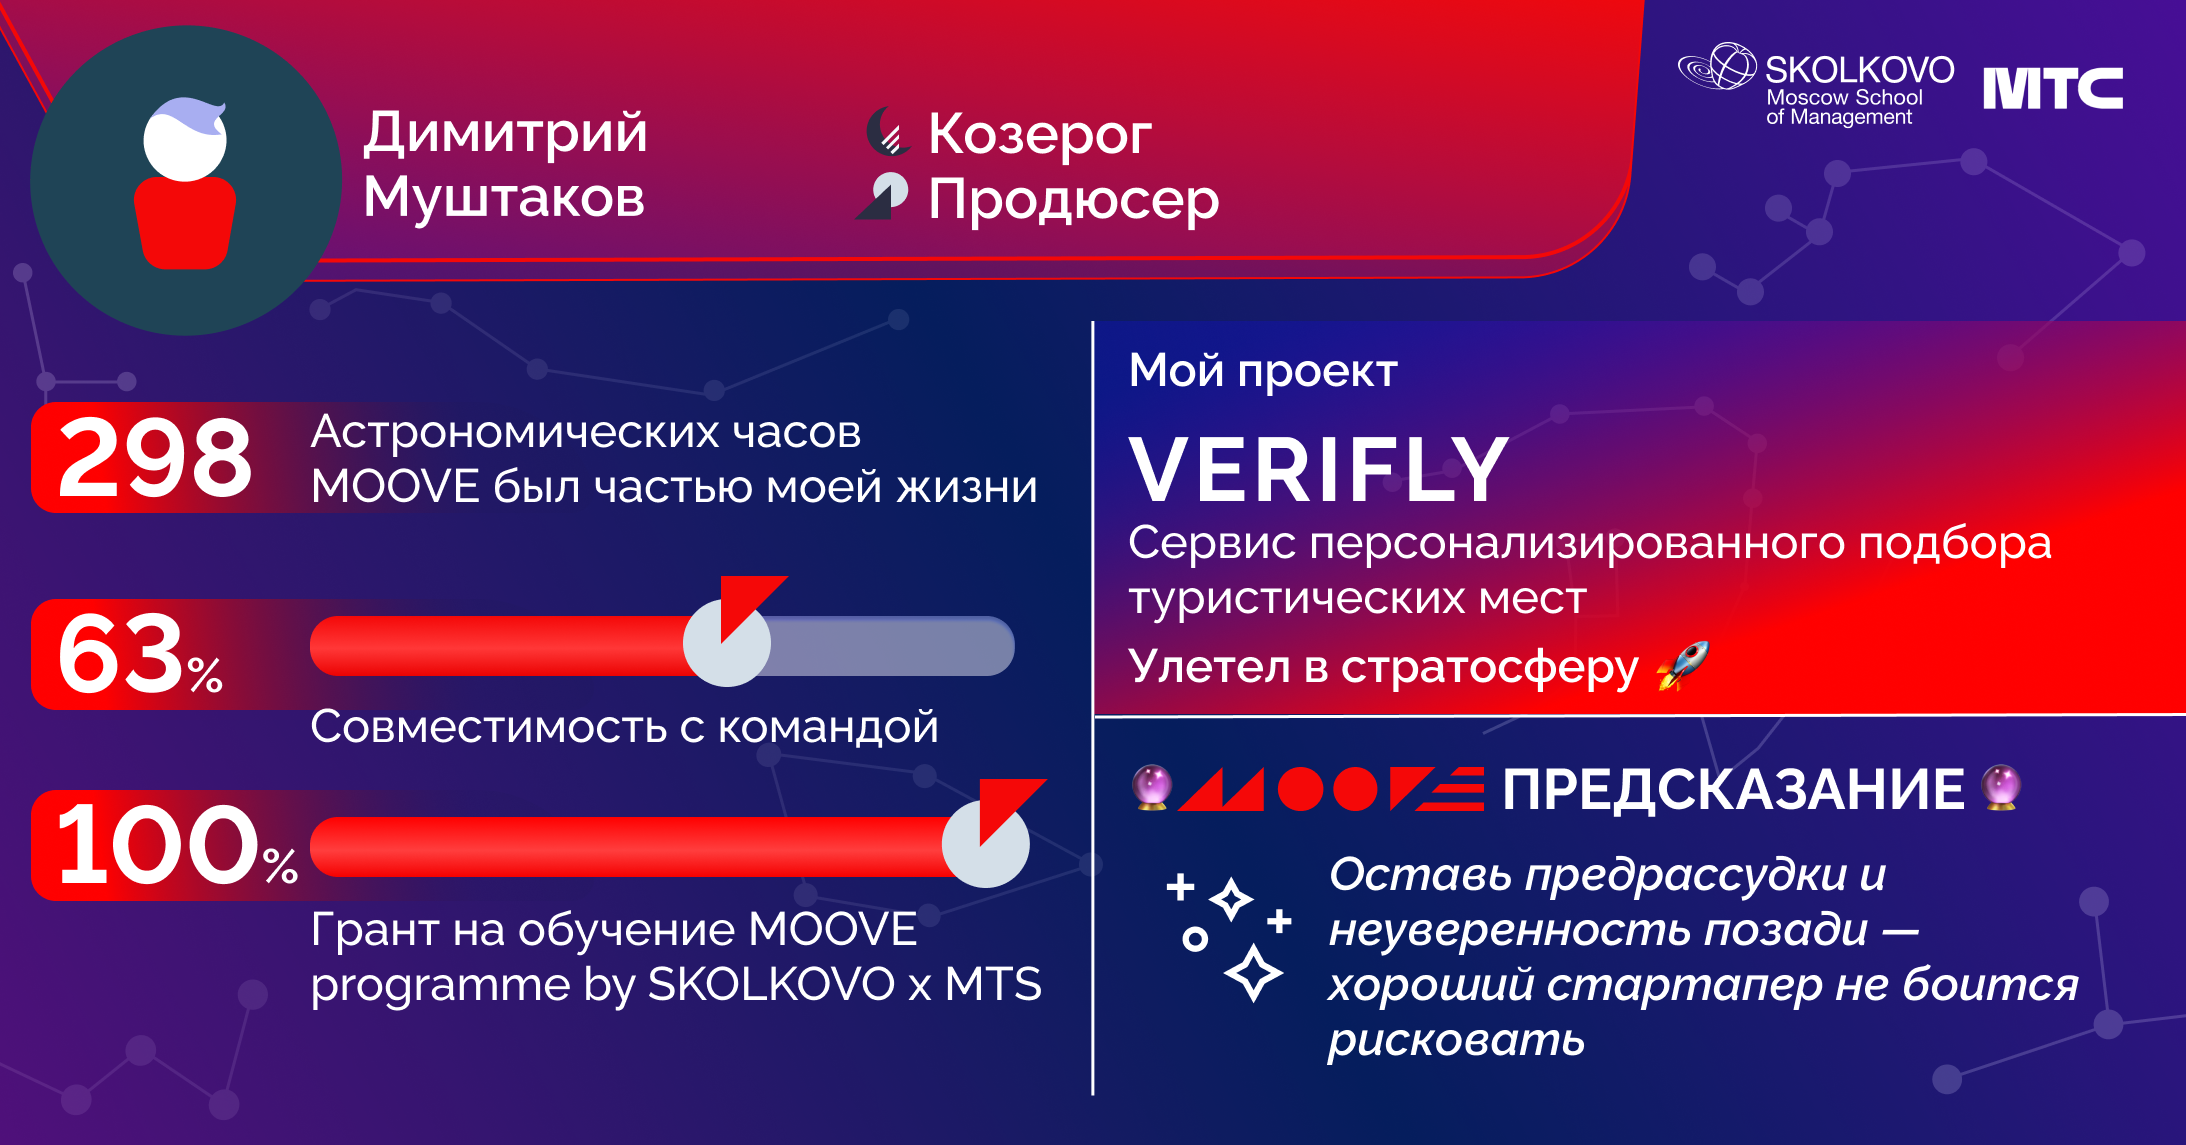 Димитрий
Муштаков
Козерог
Продюсер
SKOLKOVO
Moscow School
of Management
МТС
298
Астрономических часов
MOOVE был частью моей жизни
63%
Совместимость с командой
100%
Грант на обучение MOOVE
programme by SKOLKOVO x MTS
Мой проект
VERIFLY
Сервис персонализированного подбора
туристических мест
Улетел в стратосферу 🚀
🔮 MOOVE ПРЕДСКАЗАНИЕ 🔮
Оставь предрассудки и
неуверенность позади —
хороший стартапер не боится
рисковать